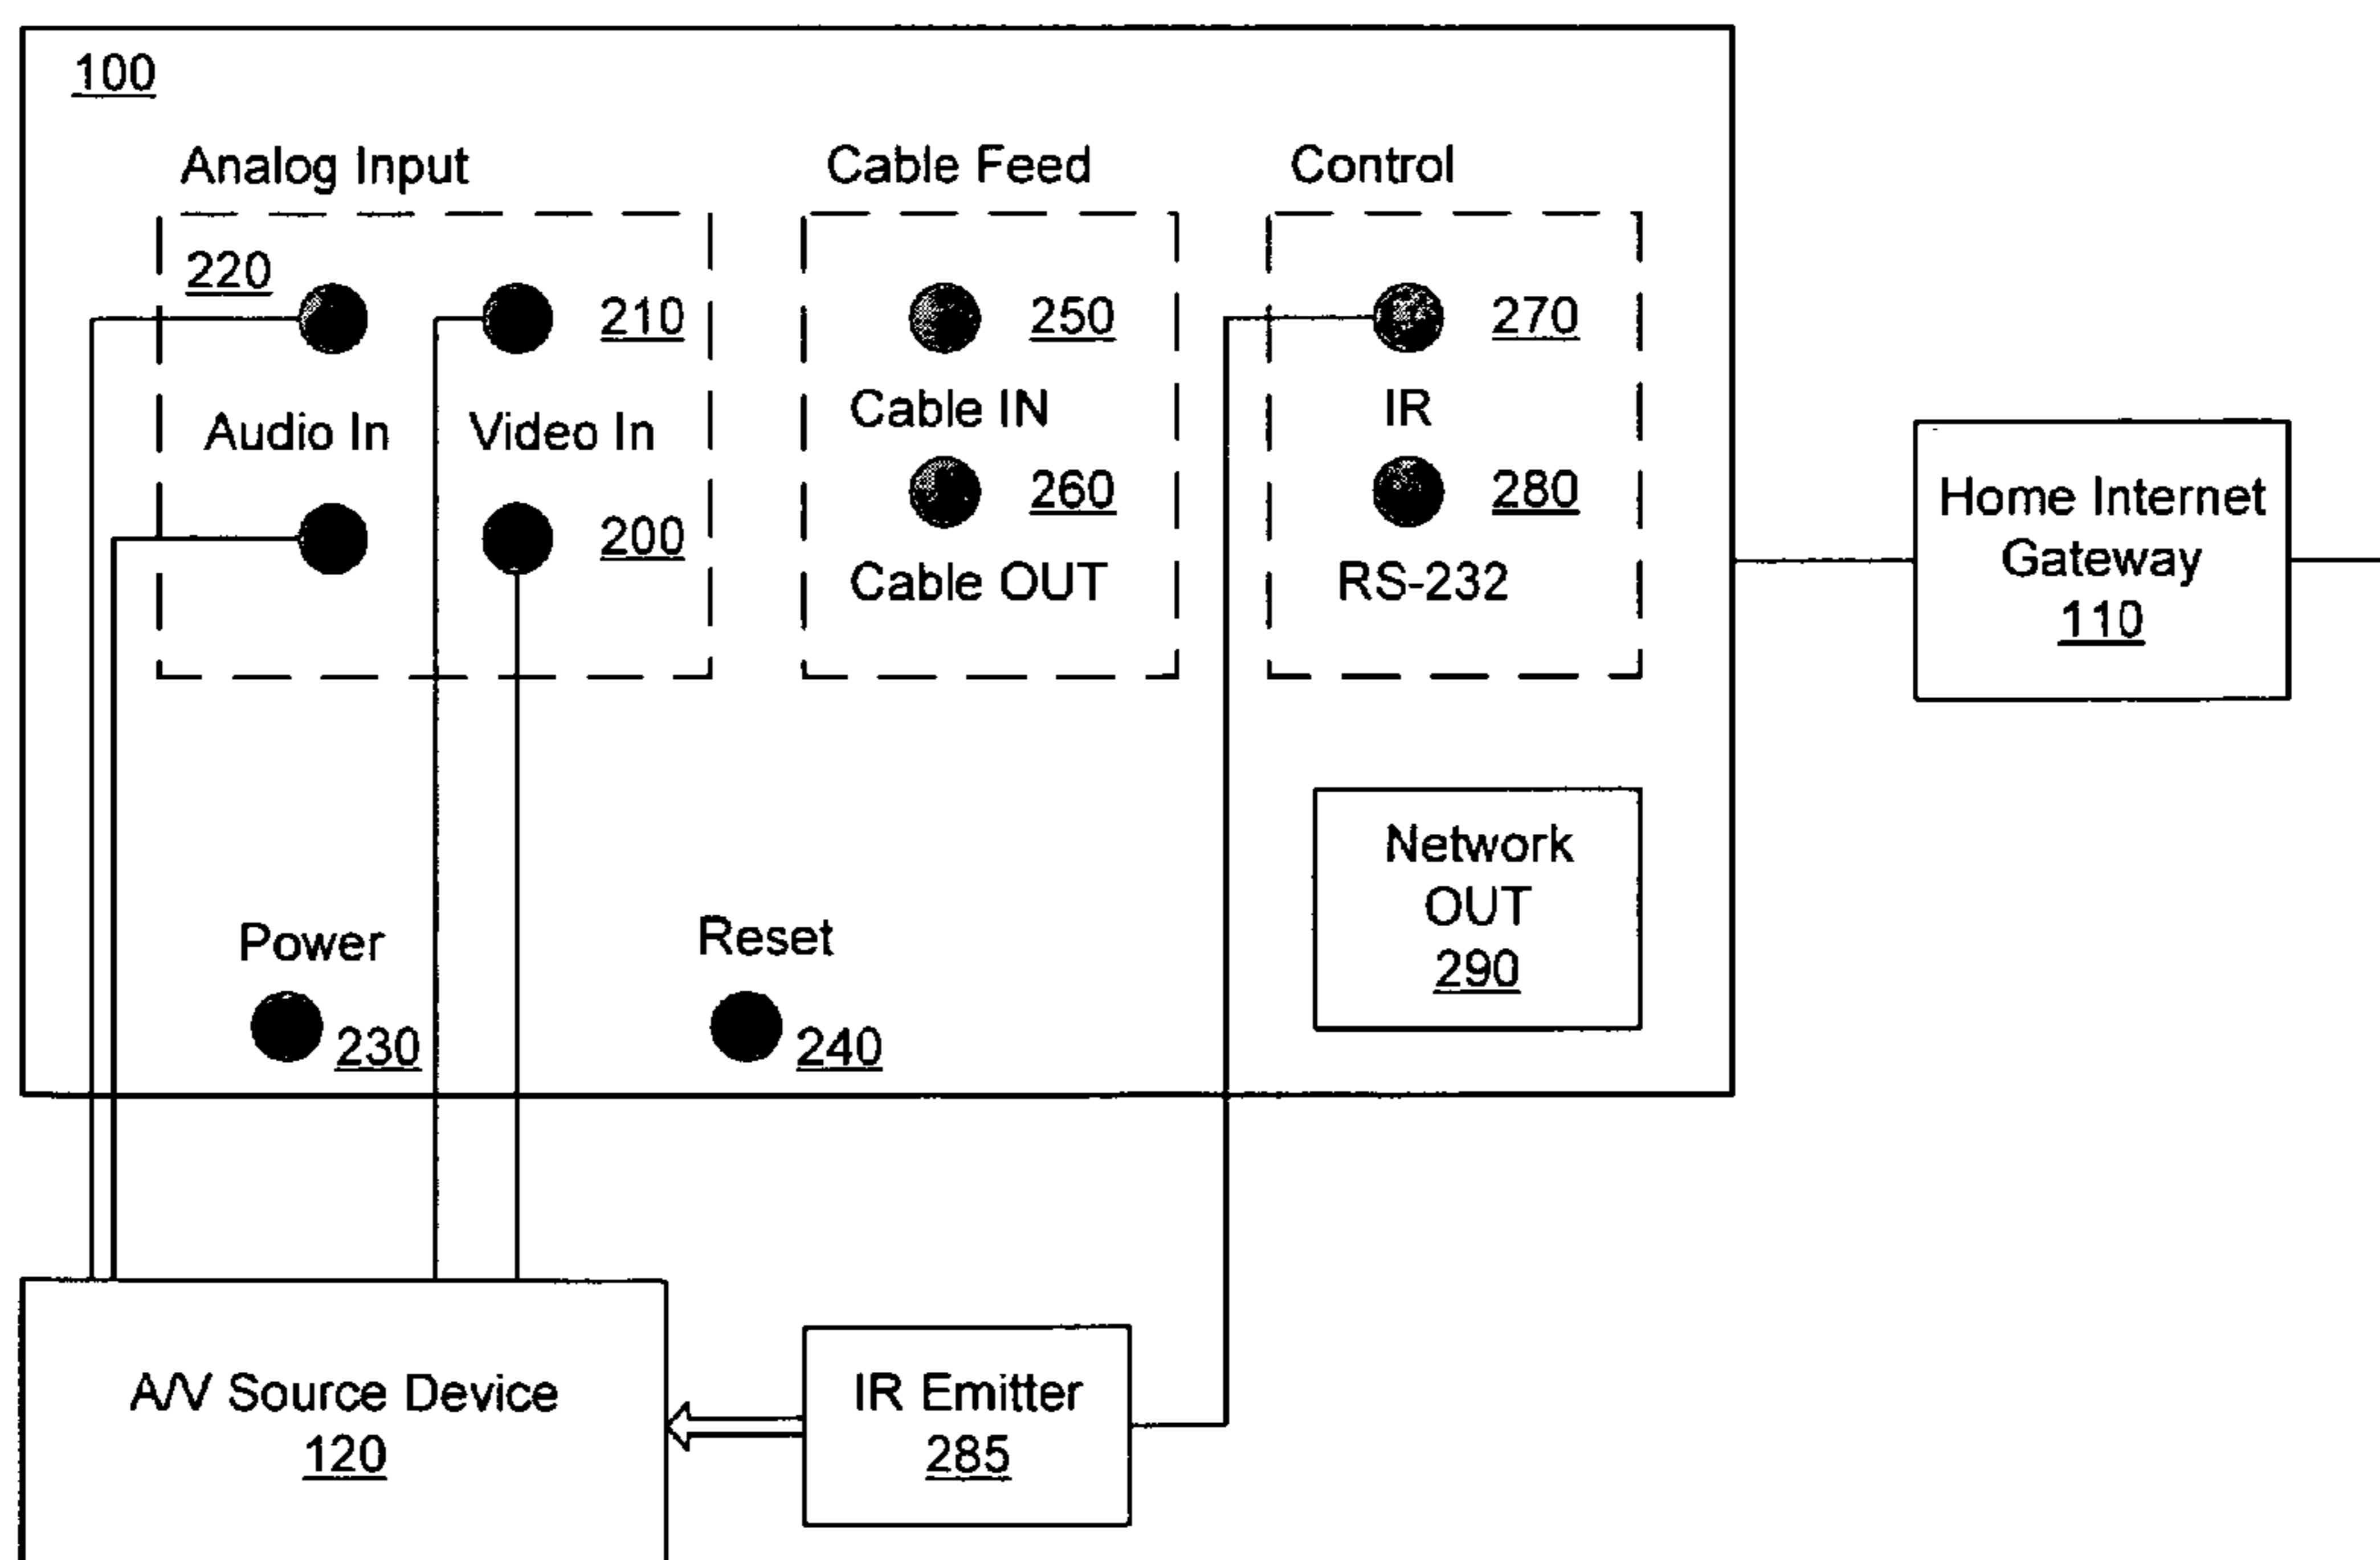 100
Analog Input
Cable Feed
Control
220
210
250
270
Audio In
Video In
Cable IN
IR
200
260
280
Cable OUT
RS-232
Home Internet
Gateway
110
Network
OUT
290
Power
230
Reset
240
A/V Source Device
120
IR Emitter
285